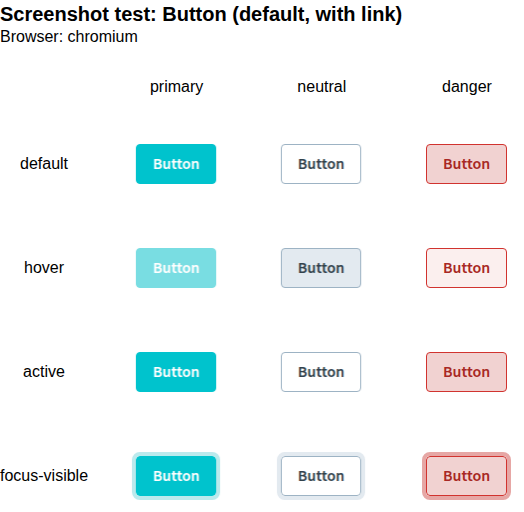 Screenshot test: Button (default, with link)
Browser: chromium
primary neutral danger
default Button Button Button
hover Button Button Button
active Button Button Button
focus-visible Button Button Button